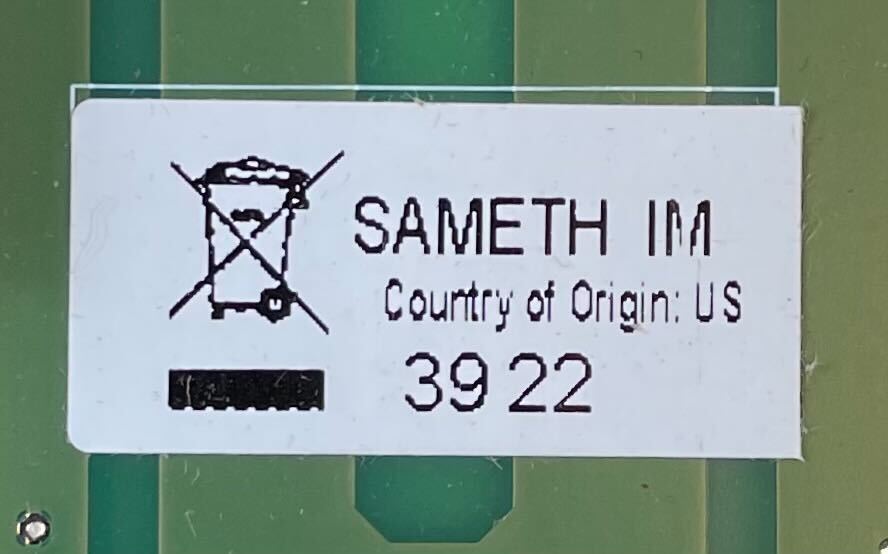 SAMETH IM
Country of Origin: US
39 22